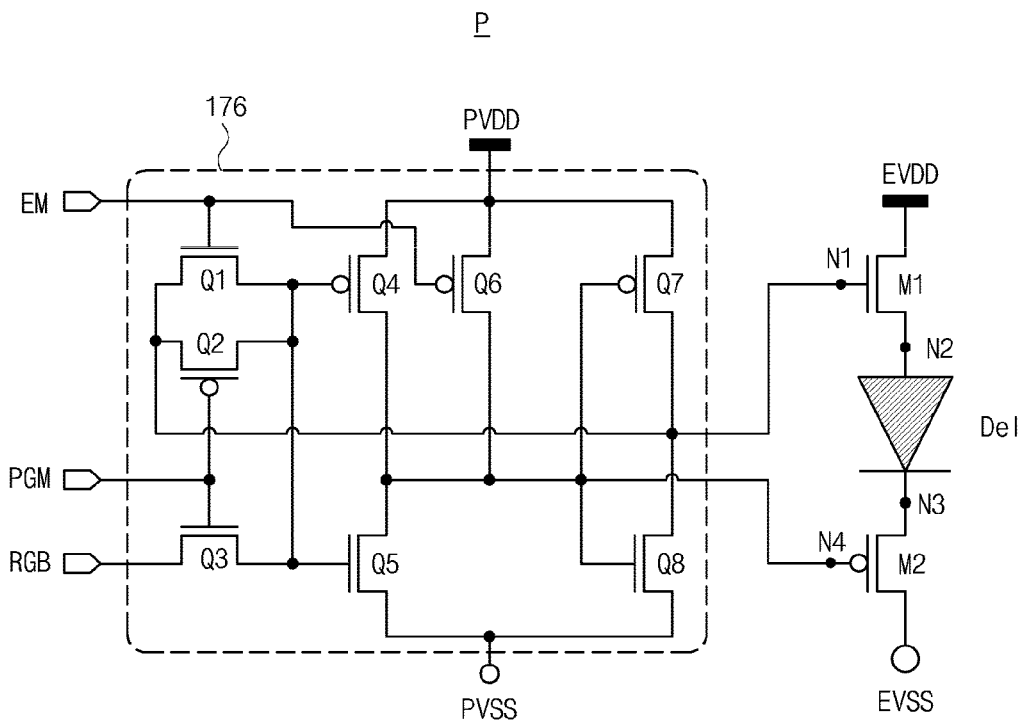 P
176
PVDD
EVDD
EM
N1
Q1
Q4
Q6
Q7
M1
Q2
N2
Del
PGM
N3
RGB
Q3
Q5
Q8
N4
M2
PVSS
EVSS